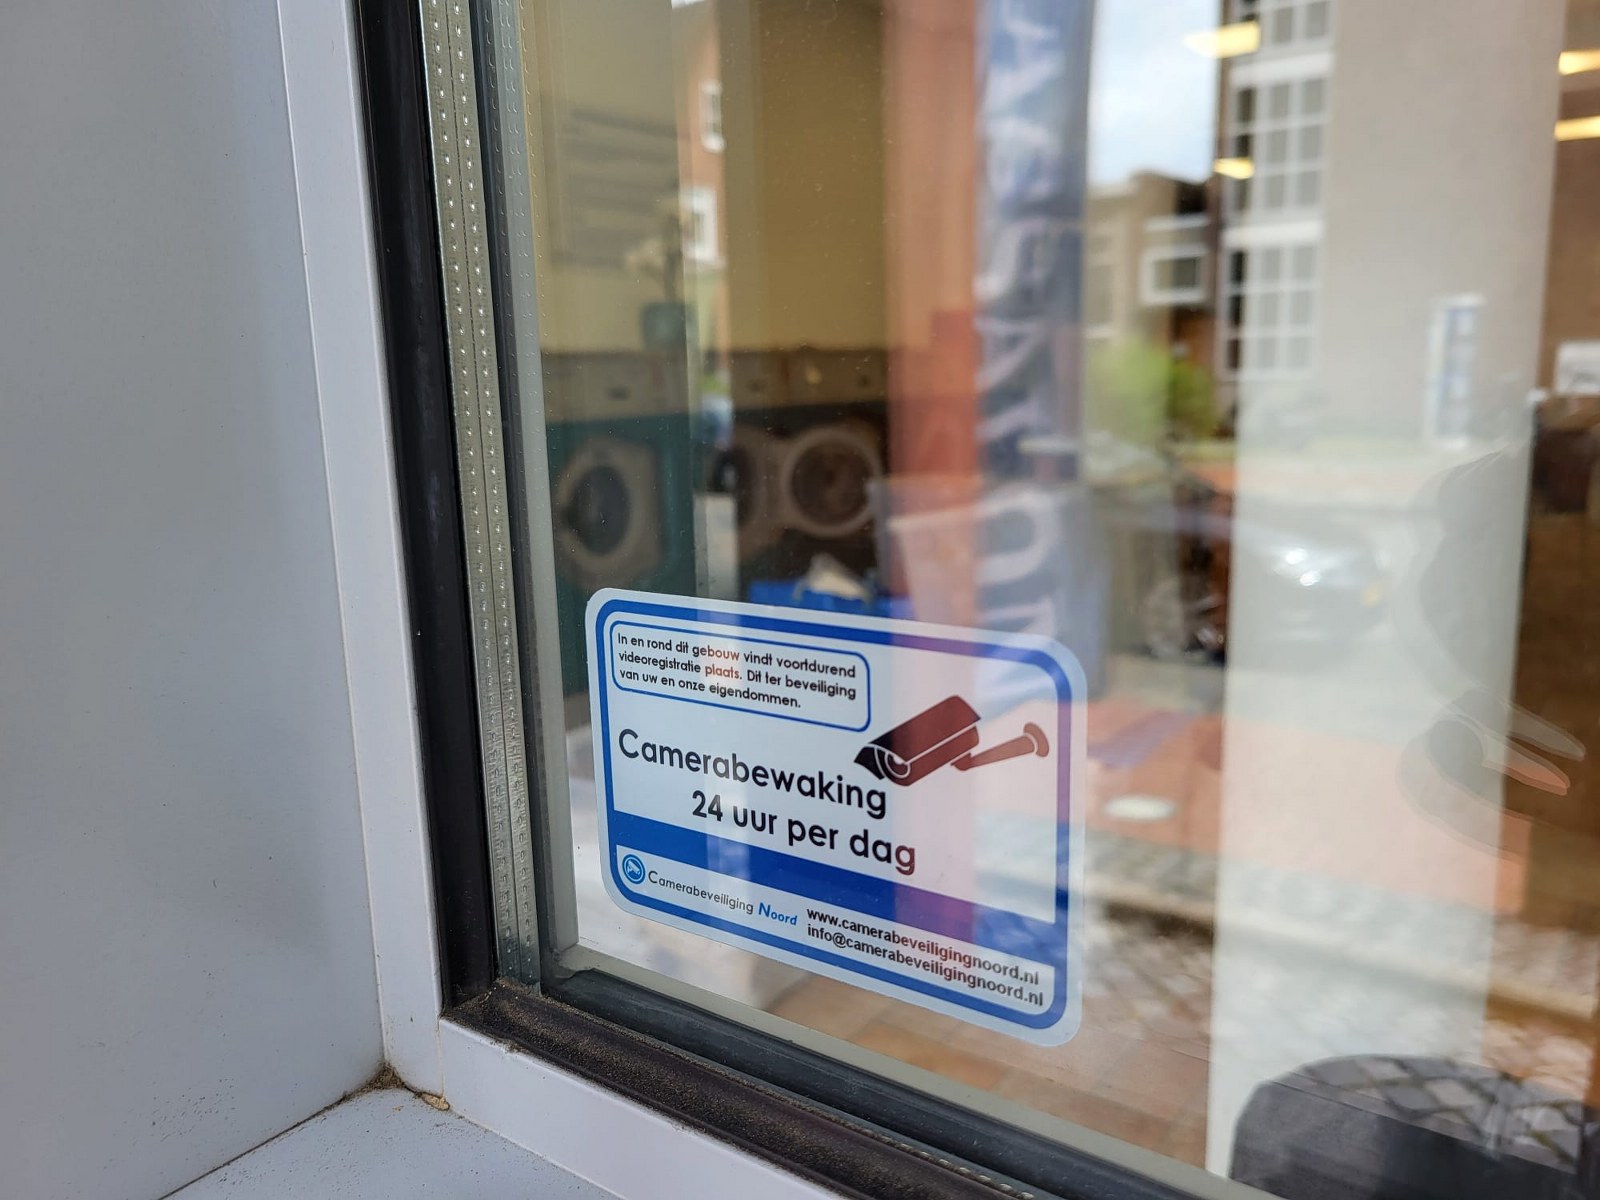 In en rond dit gebouw vindt voortdurend
videoregistratie plaats. Dit ter beveiliging
van uw en onze eigendommen.
Camerabewaking
24 uur per dag
Camerabeveiliging Noord
www.camerabeveiligingnoord.nl
info@camerabeveiligingnoord.nl